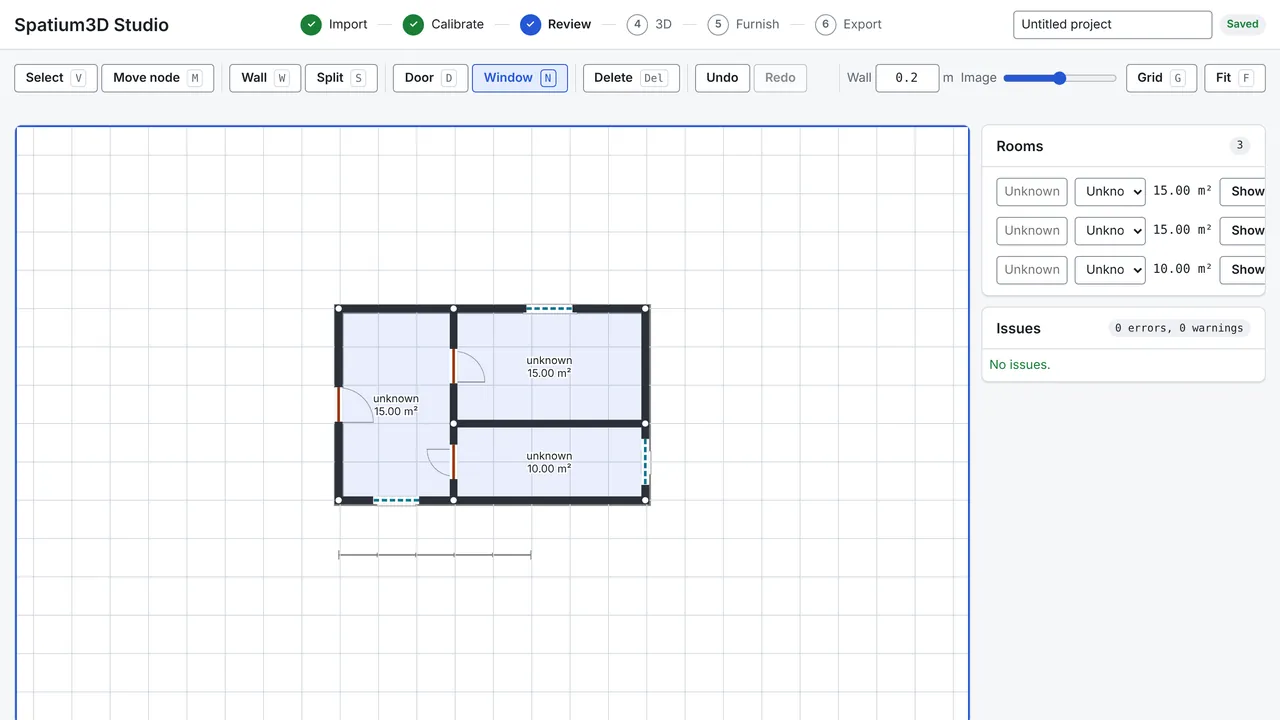 Spatium3D Studio
Import
Calibrate
Review
4 3D
5 Furnish
6 Export
Untitled project
Saved
Select V
Move node M
Wall W
Split S
Door D
Window N
Delete Del
Undo
Redo
Wall 0.2 m
Image
Grid G
Fit F
unknown
15.00 m²
unknown
15.00 m²
unknown
10.00 m²
Rooms 3
Unknown Unkno 15.00 m² Show
Unknown Unkno 15.00 m² Show
Unknown Unkno 10.00 m² Show
Issues 0 errors, 0 warnings
No issues.